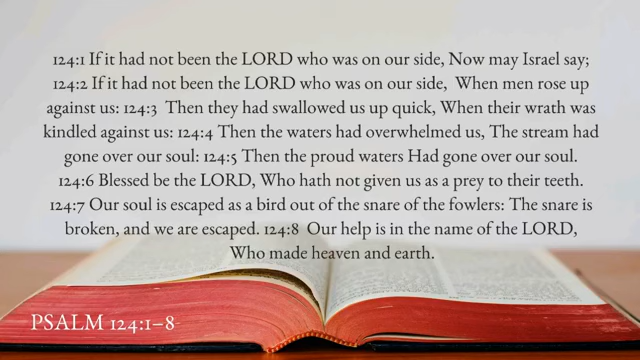 124:1 If it had not been the LORD who was on our side, Now may Israel say;
124:2 If it had not been the LORD who was on our side,  When men rose up
against us: 124:3  Then they had swallowed us up quick, When their wrath was
kindled against us: 124:4 Then the waters had overwhelmed us, The stream had
gone over our soul: 124:5 Then the proud waters Had gone over our soul.
124:6 Blessed be the LORD, Who hath not given us as a prey to their teeth.
124:7 Our soul is escaped as a bird out of the snare of the fowlers: The snare is
broken, and we are escaped. 124:8  Our help is in the name of the LORD,
Who made heaven and earth.
PSALM 124:1–8